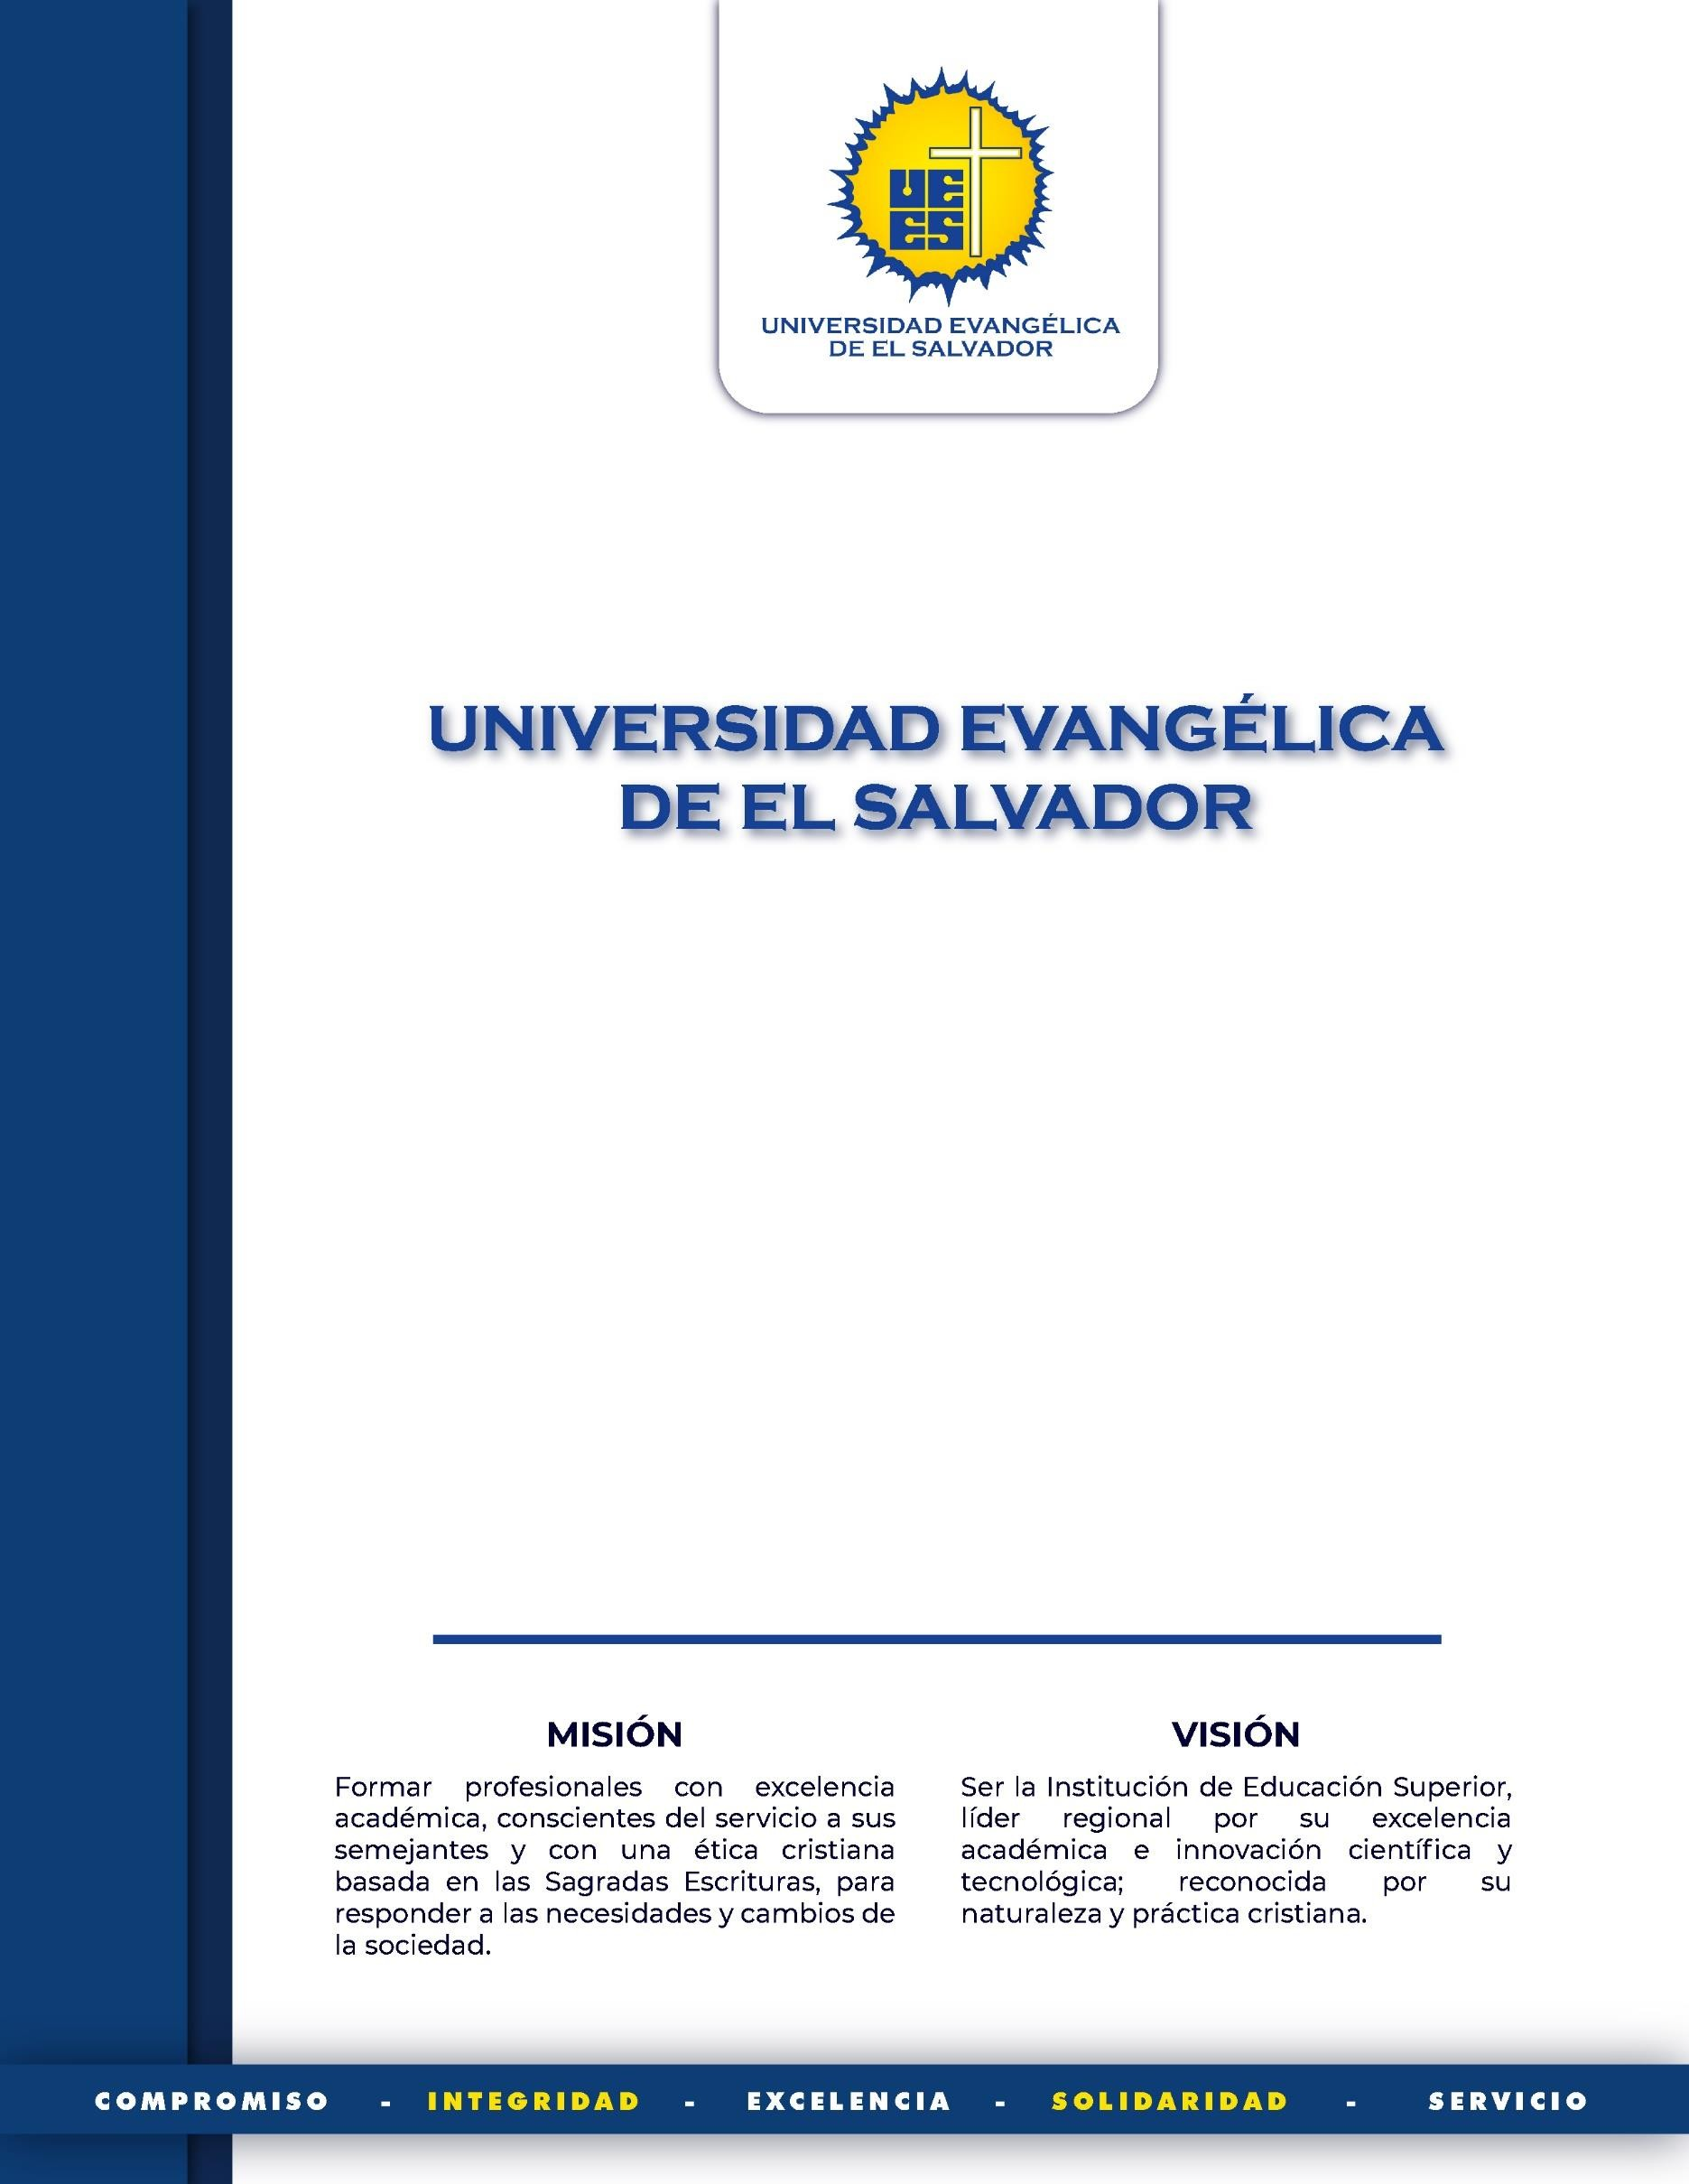 UE
ES
UNIVERSIDAD EVANGÉLICA
DE EL SALVADOR
UNIVERSIDAD EVANGÉLICA
DE EL SALVADOR
MISIÓN
Formar profesionales con excelencia
académica, conscientes del servicio a sus
semejantes y con una ética cristiana
basada en las Sagradas Escrituras, para
responder a las necesidades y cambios de
la sociedad.
VISIÓN
Ser la Institución de Educación Superior,
líder regional por su excelencia
académica e innovación científica y
tecnológica; reconocida por su
naturaleza y práctica cristiana.
COMPROMISO - INTEGRIDAD - EXCELENCIA - SOLIDARIDAD - SERVICIO